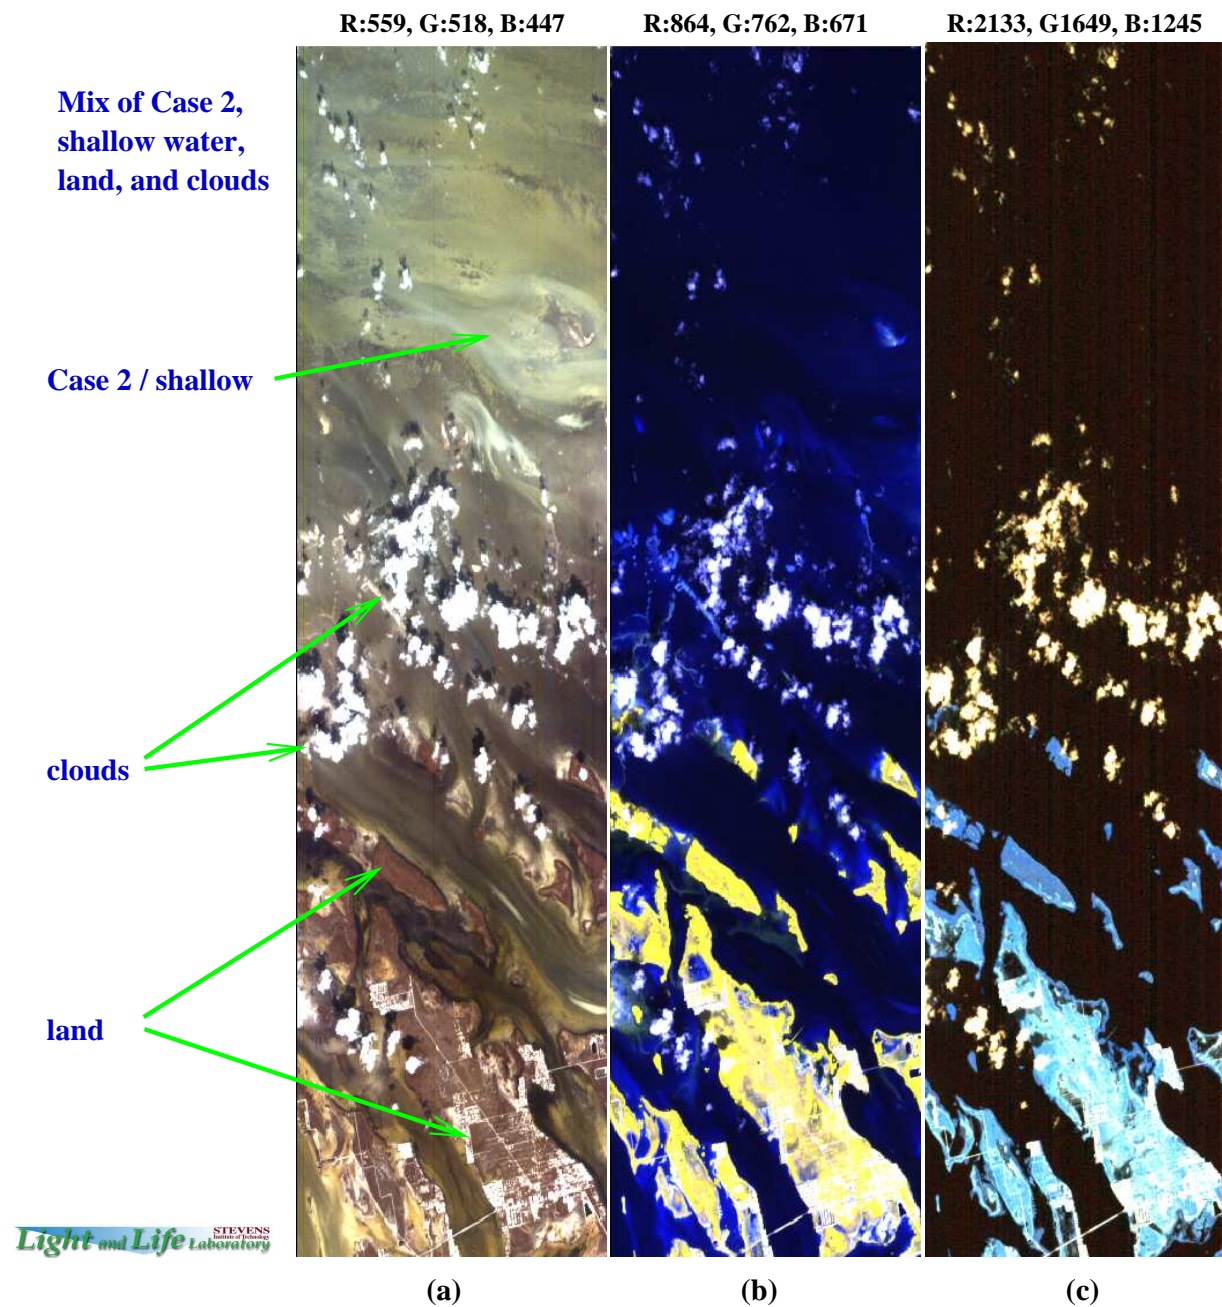 R:559, G:518, B:447
R:864, G:762, B:671
R:2133, G1649, B:1245
Mix of Case 2,
shallow water,
land, and clouds
Case 2 / shallow
clouds
land
STEVENS
Institute of Technology
Light and Life Laboratory
(a)
(b)
(c)